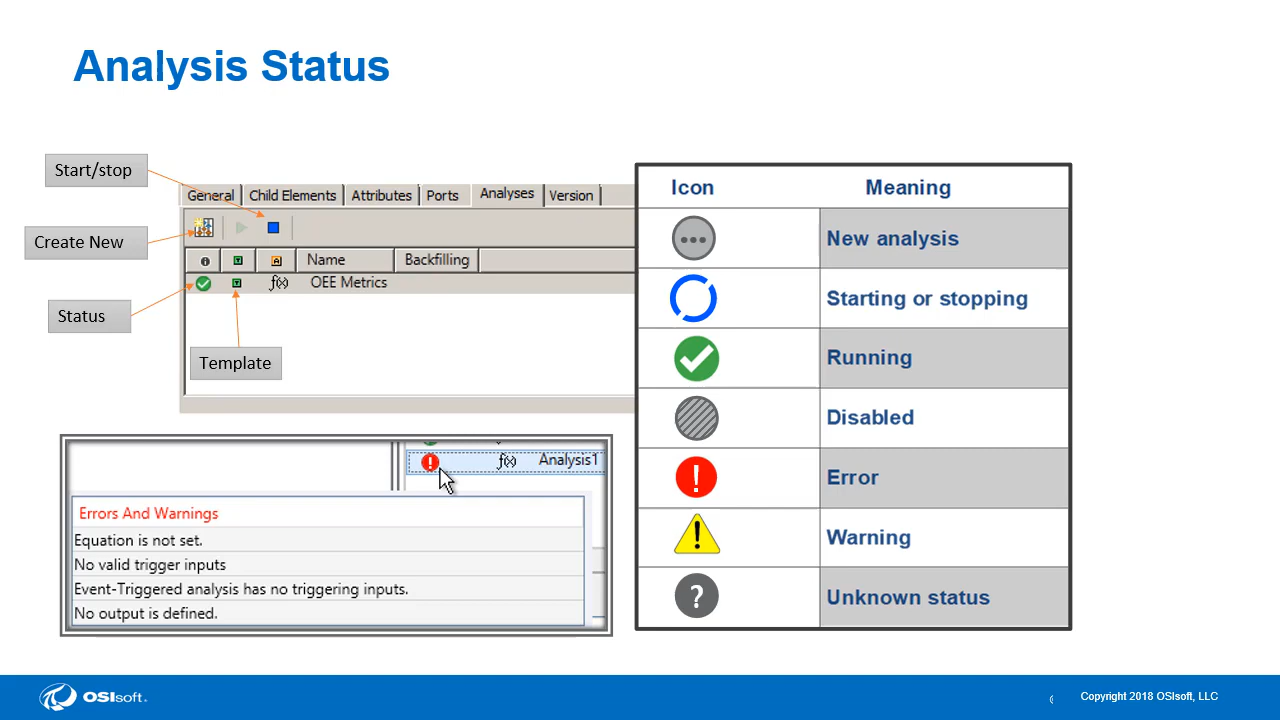 Analysis Status
Start/stop
Create New
Status
Template
General Child Elements Attributes Ports Analyses Version
Name Backfilling
f(x) OEE Metrics
f(x) Analysis1
Errors And Warnings
Equation is not set.
No valid trigger inputs
Event-Triggered analysis has no triggering inputs.
No output is defined.
Icon Meaning
New analysis
Starting or stopping
Running
Disabled
! Error
! Warning
? Unknown status
OSIsoft.
© Copyright 2018 OSIsoft, LLC